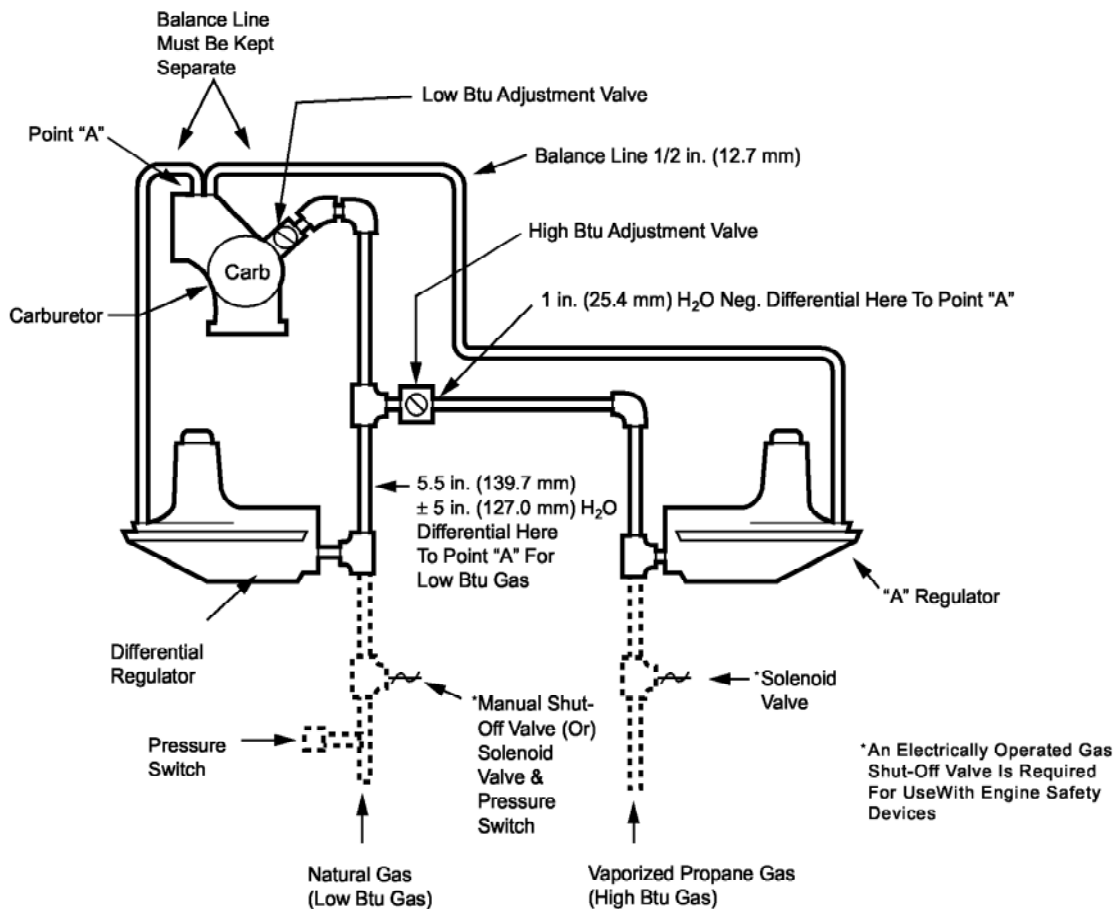 Balance Line
Must Be Kept
Separate
Low Btu Adjustment Valve
Point "A"
Balance Line 1/2 in. (12.7 mm)
High Btu Adjustment Valve
Carb
1 in. (25.4 mm) H₂O Neg. Differential Here To Point "A"
Carburetor
5.5 in. (139.7 mm)
± 5 in. (127.0 mm) H₂O
Differential Here
To Point "A" For
Low Btu Gas
"A" Regulator
Differential
Regulator
*Manual Shut-
Off Valve (Or)
Solenoid
Valve &
Pressure
Switch
*Solenoid
Valve
Pressure
Switch
*An Electrically Operated Gas
Shut-Off Valve Is Required
For UseWith Engine Safety
Devices
Natural Gas
(Low Btu Gas)
Vaporized Propane Gas
(High Btu Gas)